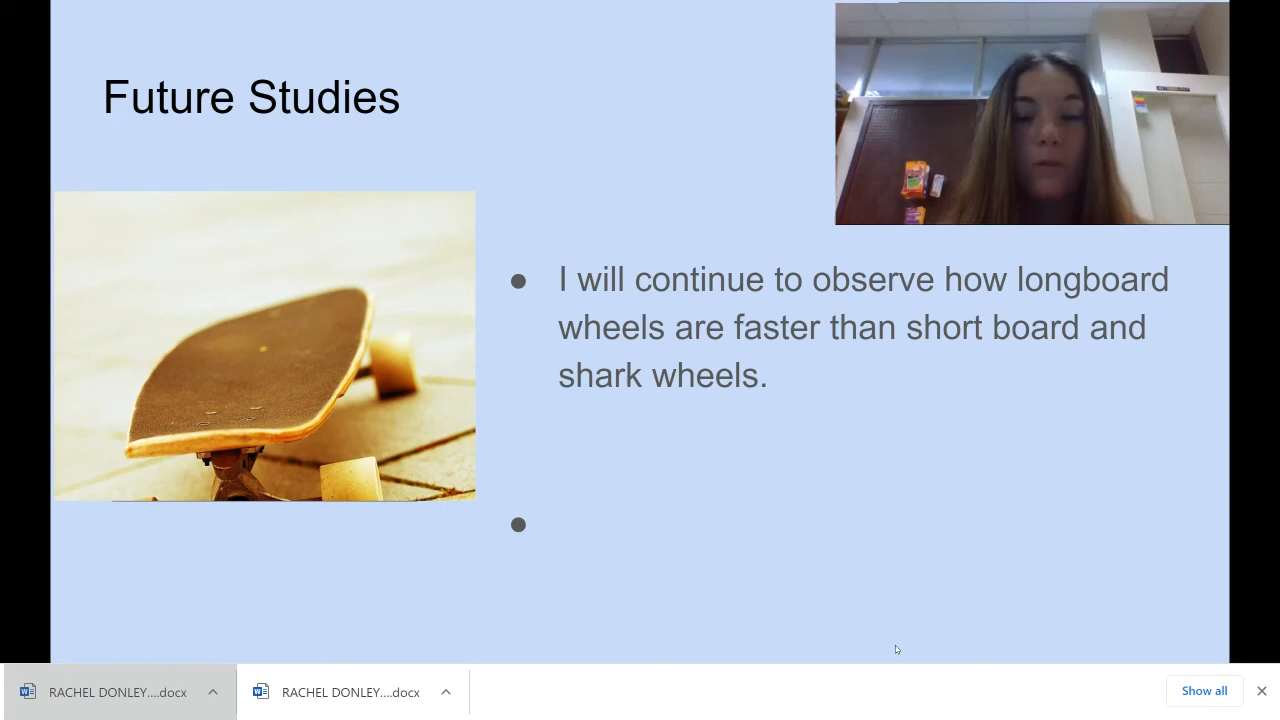 Future Studies
● I will continue to observe how longboard
wheels are faster than short board and
shark wheels.
●
RACHEL DONLEY....docx
RACHEL DONLEY....docx
Show all